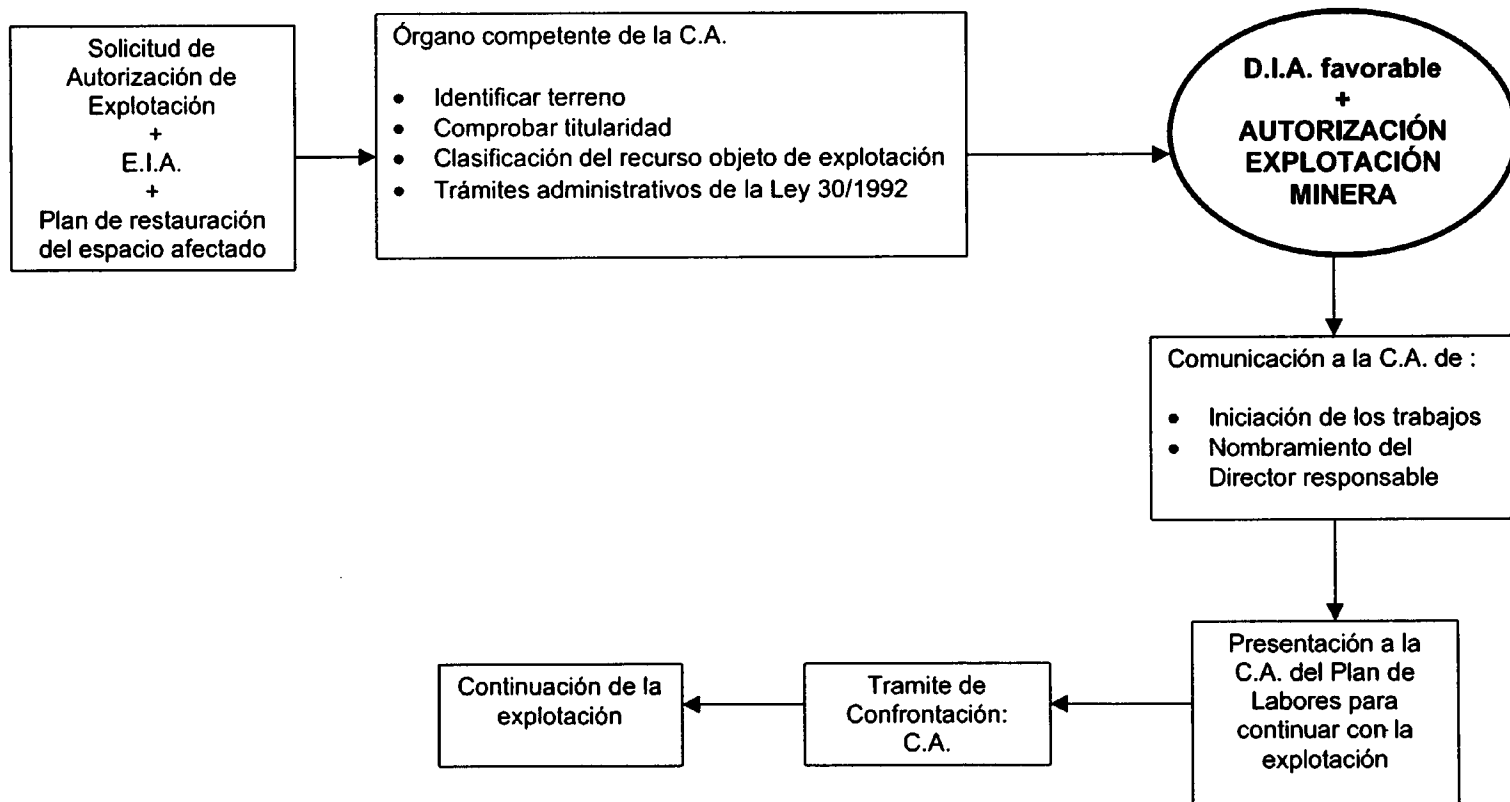 Solicitud de
Autorización de
Explotación
+
E.I.A.
+
Plan de restauración
del espacio afectado
Órgano competente de la C.A.
• Identificar terreno
• Comprobar titularidad
• Clasificación del recurso objeto de explotación
• Trámites administrativos de la Ley 30/1992
D.I.A. favorable
+
AUTORIZACIÓN
EXPLOTACIÓN
MINERA
Comunicación a la C.A. de :
• Iniciación de los trabajos
• Nombramiento del
Director responsable
Presentación a la
C.A. del Plan de
Labores para
continuar con la
explotación
Tramite de
Confrontación:
C.A.
Continuación de la
explotación